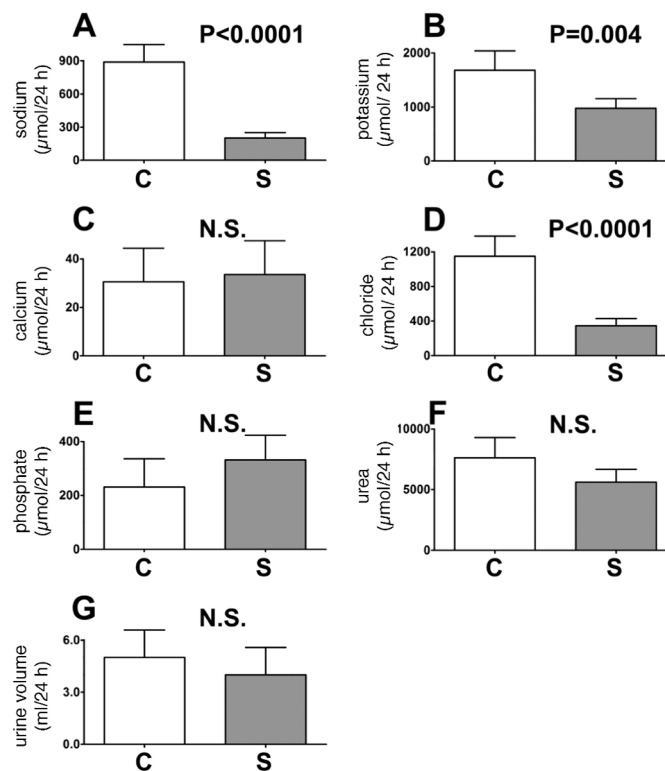 A
P<0.0001
sodium
(µmol/24 h)
900
600
300
0
C
S
B
P=0.004
potassium
(µmol/ 24 h)
2000
1000
0
C
S
C
N.S.
calcium
(µmol/24 h)
40
20
0
C
S
D
P<0.0001
chloride
(µmol/ 24 h)
1200
800
400
0
C
S
E
N.S.
phosphate
(µmol/24 h)
400
200
0
C
S
F
N.S.
urea
(µmol/24 h)
10000
5000
0
C
S
G
N.S.
urine volume
(ml/24 h)
6.0
3.0
0.0
C
S